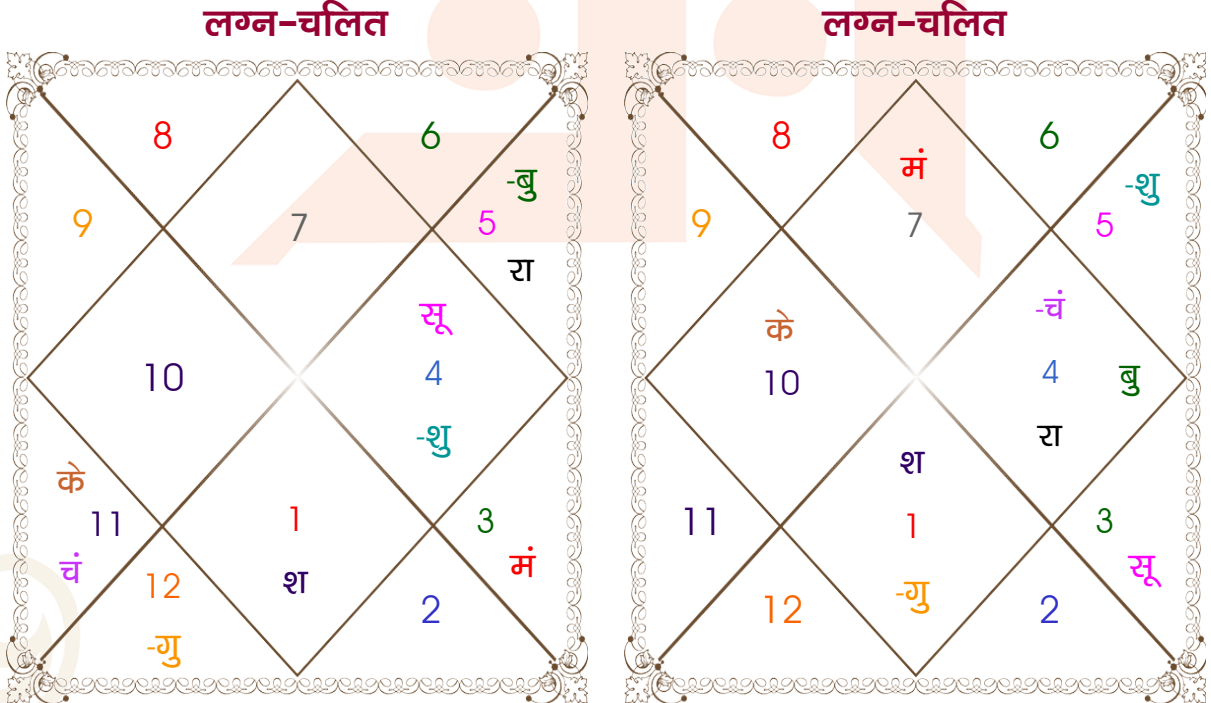 लग्न-चलित
8
6
-बु
9
7
5
रा
सू
10
4
-शु
के
11
1
3
चं
12
श
मं
2
-गु
लग्न-चलित
8
6
मं
-शु
9
7
5
-चं
के
10
4
बु
रा
श
11
1
3
सू
12
-गु
2